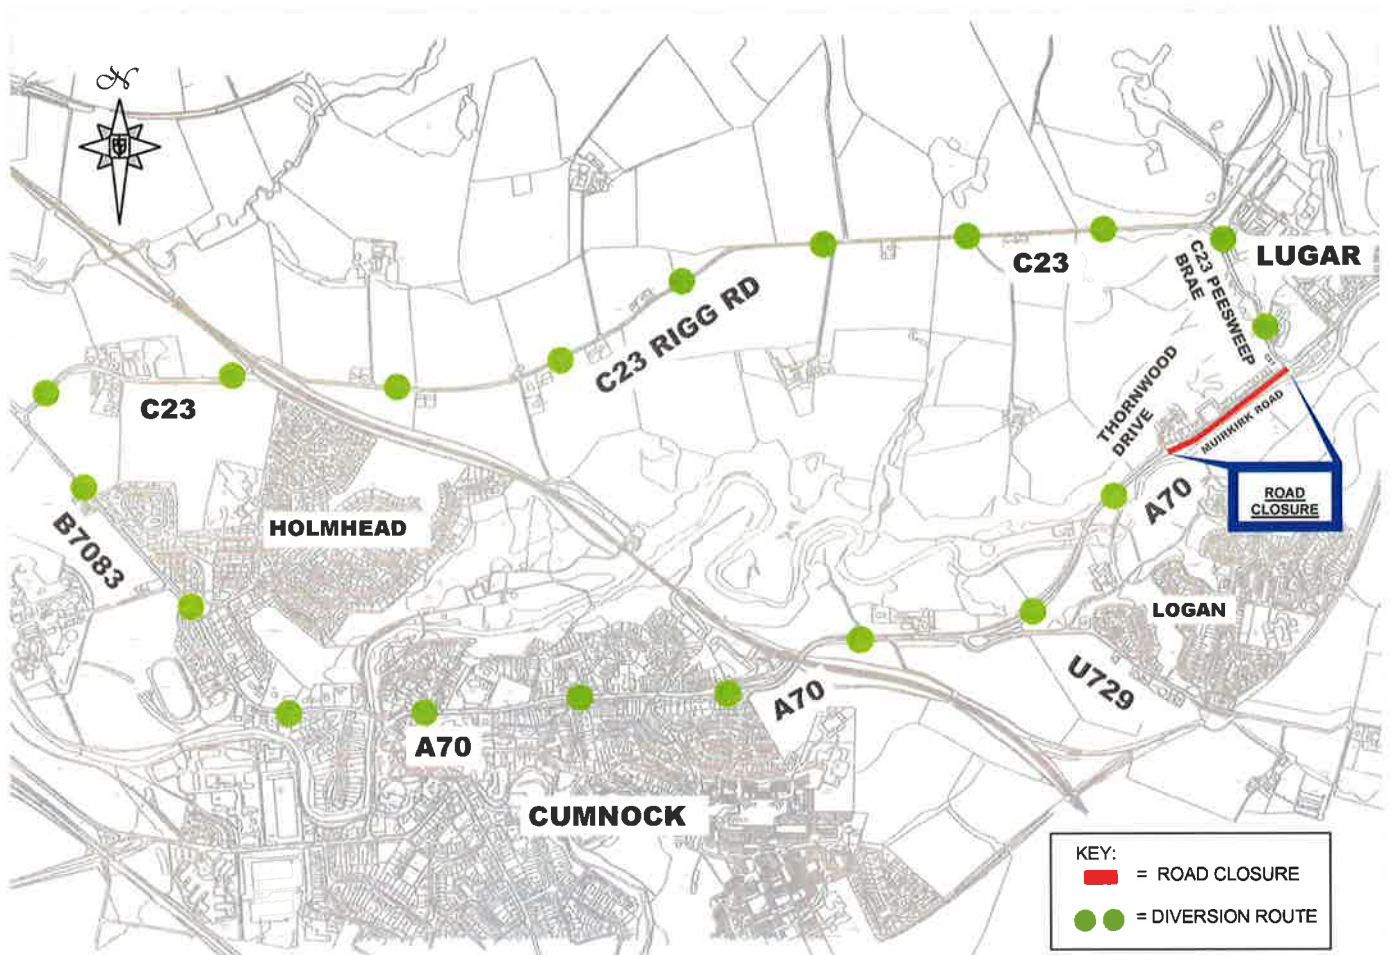 N
LUGAR
C23
C23 PEESWEEP
BRAE
C23 RIGG RD
THORNWOOD
DRIVE
C23
MUIRKIRK ROAD
A70
ROAD
CLOSURE
HOLMHEAD
B7083
LOGAN
U729
A70
A70
CUMNOCK
KEY:
= ROAD CLOSURE
= DIVERSION ROUTE